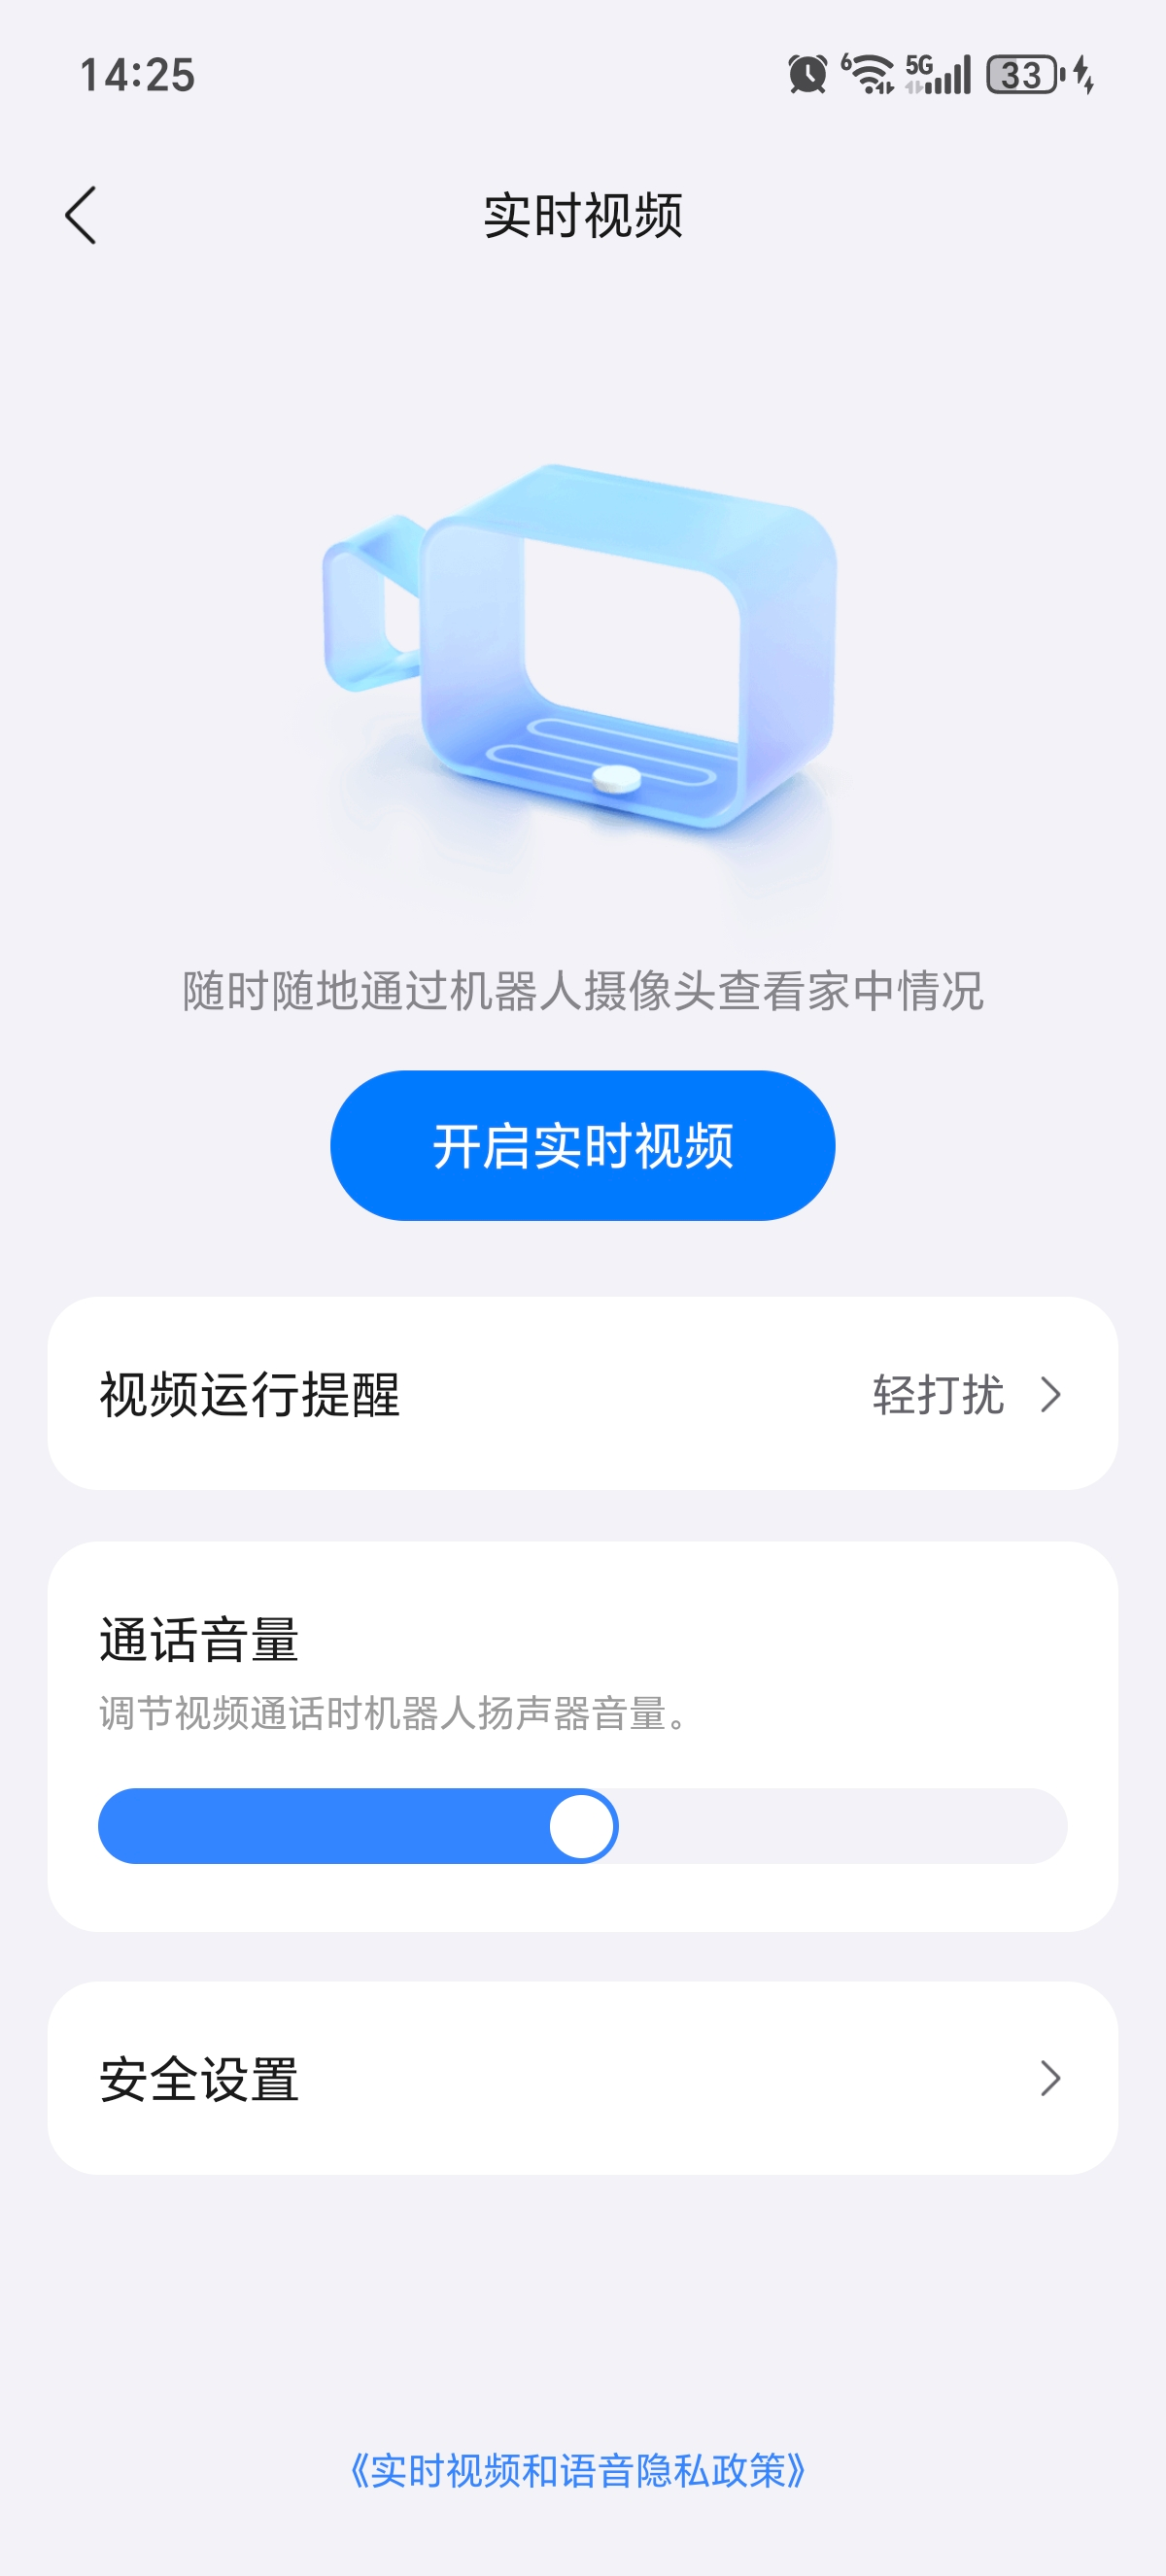 14:25
6 5G 33
实时视频
随时随地通过机器人摄像头查看家中情况
开启实时视频
视频运行提醒 轻打扰
通话音量
调节视频通话时机器人扬声器音量。
安全设置
《实时视频和语音隐私政策》